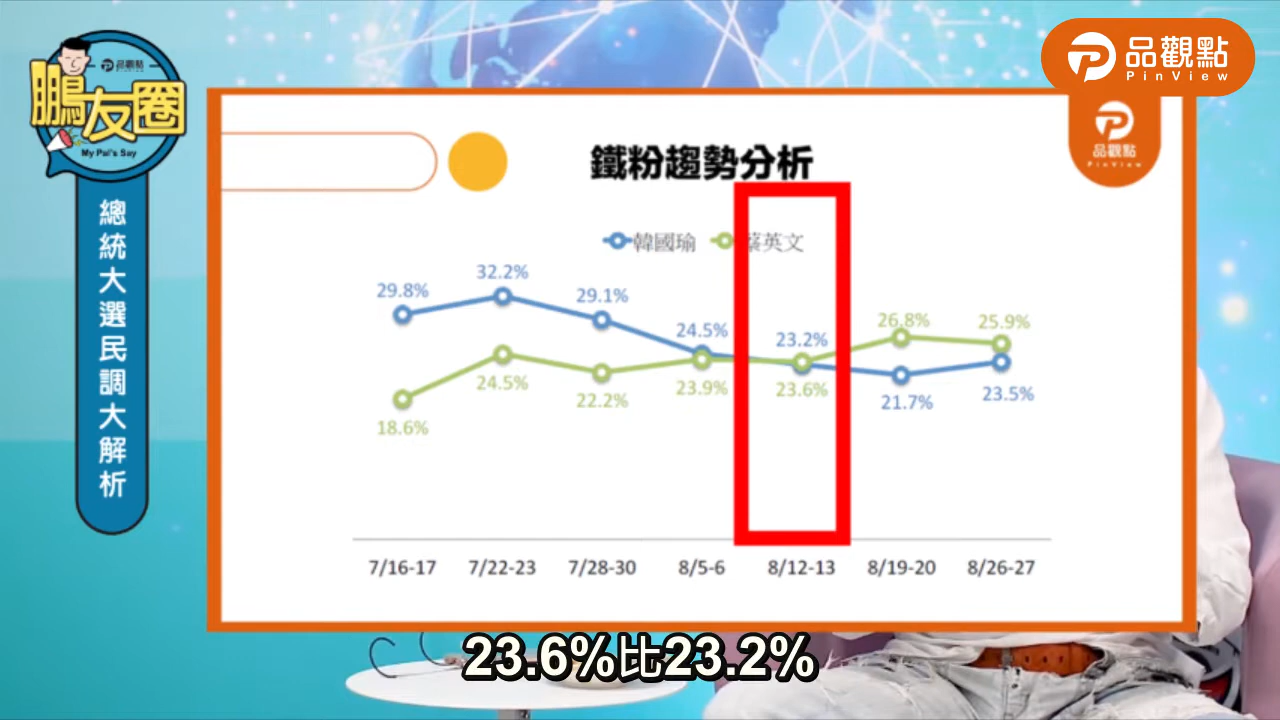 品觀點
PinView
品觀點
鵬友圈
My Pal's Say
總統大選民調大解析
品觀點
PinView
鐵粉趨勢分析
韓國瑜 蔡英文
29.8% 32.2% 29.1% 24.5% 23.2% 21.7% 23.5%
18.6% 24.5% 22.2% 23.9% 23.6% 26.8% 25.9%
7/16-17 7/22-23 7/28-30 8/5-6 8/12-13 8/19-20 8/26-27
23.6%比23.2%